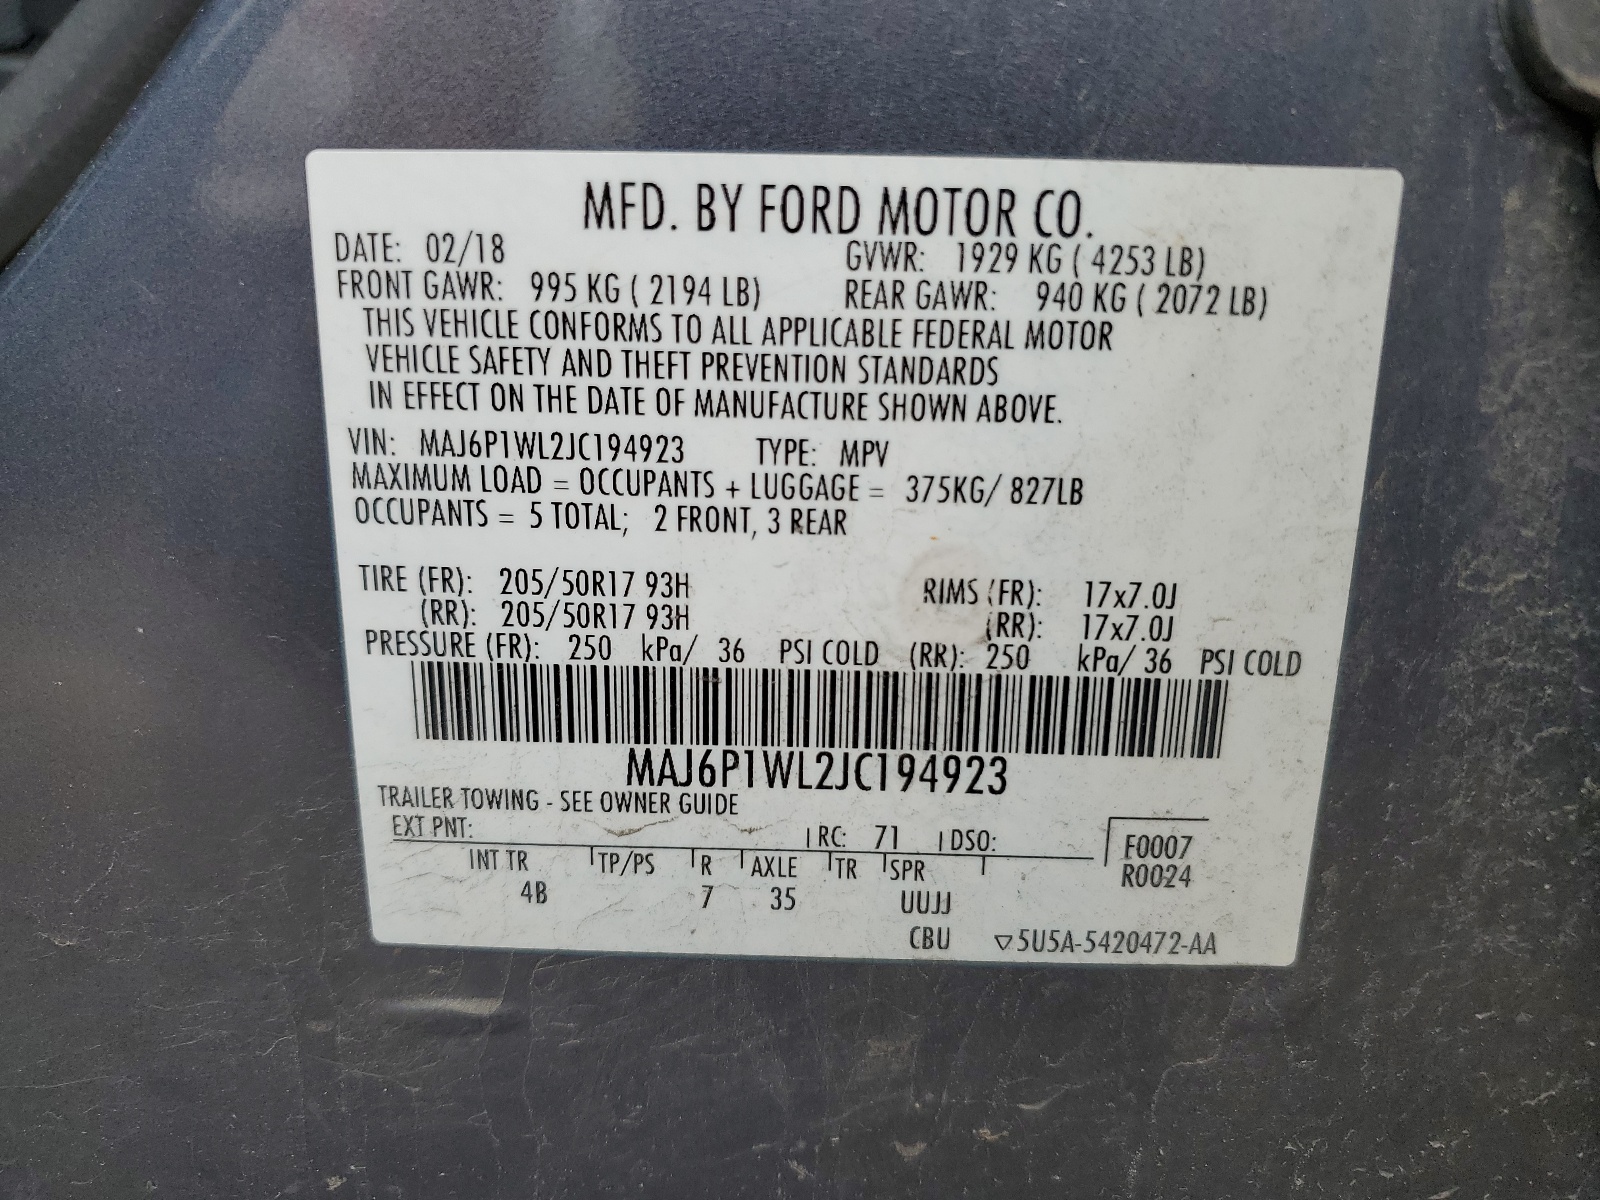 MFD. BY FORD MOTOR CO.
DATE: 02/18 GVWR: 1929 KG ( 4253 LB)
FRONT GAWR: 995 KG ( 2194 LB) REAR GAWR: 940 KG ( 2072 LB)
THIS VEHICLE CONFORMS TO ALL APPLICABLE FEDERAL MOTOR
VEHICLE SAFETY AND THEFT PREVENTION STANDARDS
IN EFFECT ON THE DATE OF MANUFACTURE SHOWN ABOVE.
VIN: MAJ6P1WL2JC194923 TYPE: MPV
MAXIMUM LOAD = OCCUPANTS + LUGGAGE = 375KG/ 827LB
OCCUPANTS = 5 TOTAL; 2 FRONT, 3 REAR
TIRE (FR): 205/50R17 93H RIMS (FR): 17x7.0J
(RR): 205/50R17 93H (RR): 17x7.0J
PRESSURE (FR): 250 kPa/ 36 PSI COLD (RR): 250 kPa/ 36 PSI COLD
MAJ6P1WL2JC194923
TRAILER TOWING - SEE OWNER GUIDE
EXT PNT: RC: 71 DSO: F0007
INT TR TP/PS R AXLE TR SPR R0024
4B 7 35 UUJJ
CBU ▽5U5A-5420472-AA